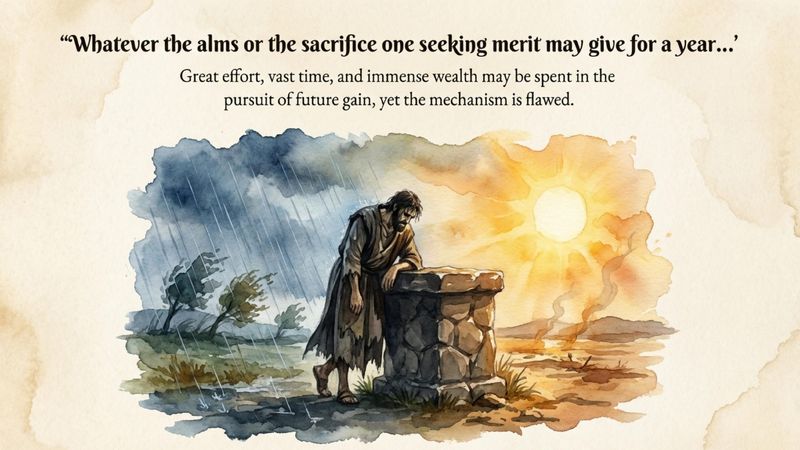 “Whatever the alms or the sacrifice one seeking merit may give for a year...’
Great effort, vast time, and immense wealth may be spent in the
pursuit of future gain, yet the mechanism is flawed.